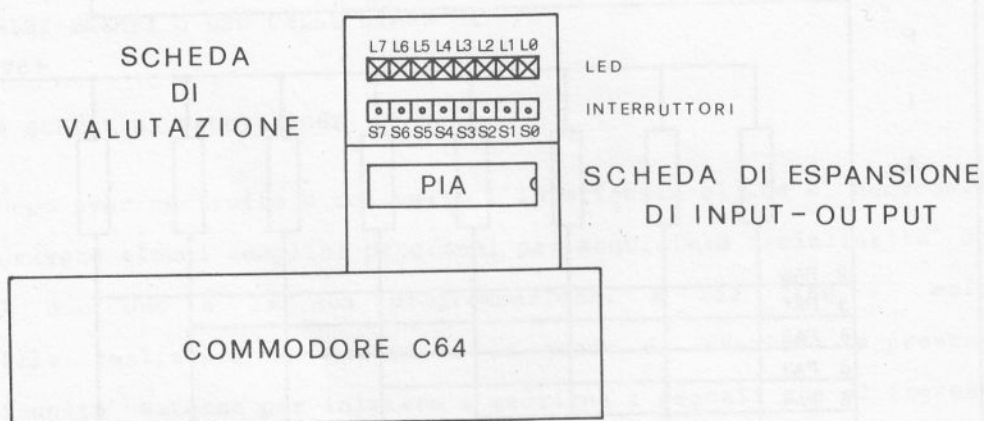 SCHEDA
DI
VALUTAZIONE
L7 L6 L5 L4 L3 L2 L1 L0
LED
INTERRUTTORI
S7 S6 S5 S4 S3 S2 S1 S0
PIA
SCHEDA DI ESPANSIONE
DI INPUT-OUTPUT
COMMODORE C64